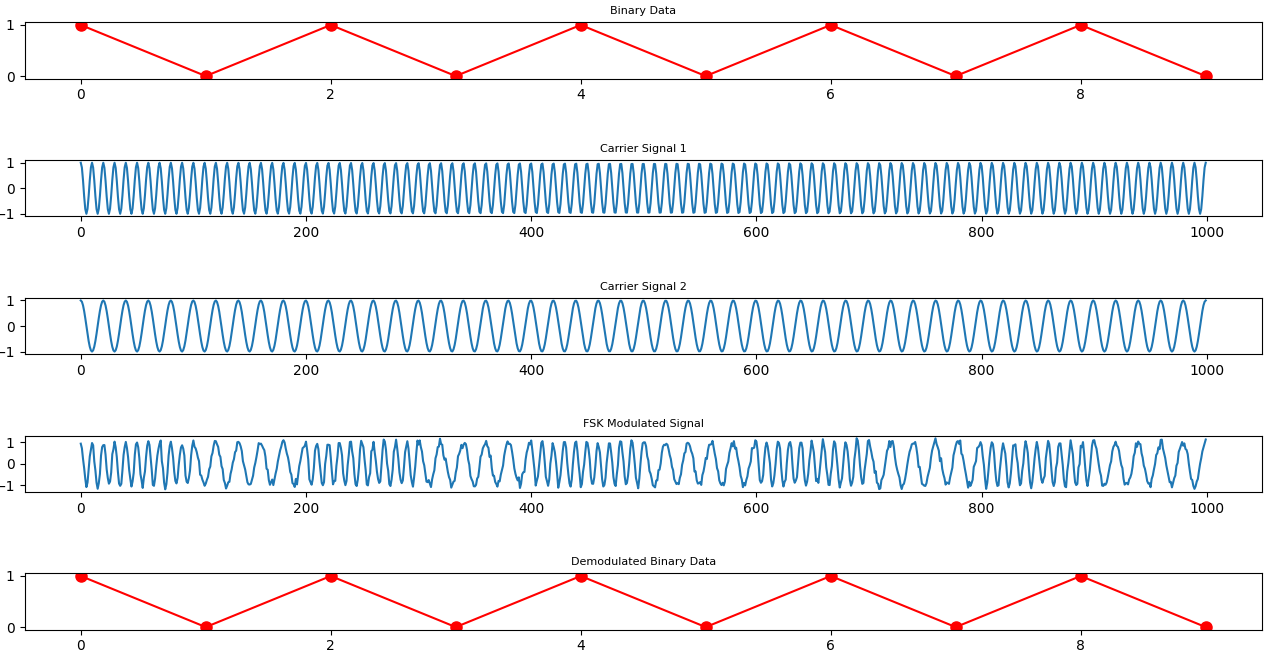 Binary Data
1
0
0 2 4 6 8
Carrier Signal 1
1
0
−1
0 200 400 600 800 1000
Carrier Signal 2
1
0
−1
0 200 400 600 800 1000
FSK Modulated Signal
1
0
−1
0 200 400 600 800 1000
Demodulated Binary Data
1
0
0 2 4 6 8